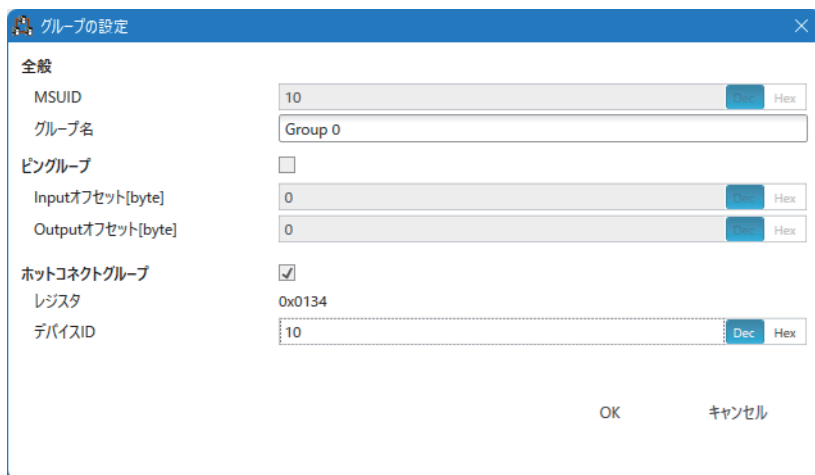 グループの設定
全般
MSUID 10 Dec Hex
グループ名 Group 0
ピングループ
Inputオフセット[byte] 0 Dec Hex
Outputオフセット[byte] 0 Dec Hex
ホットコネクトグループ
レジスタ 0x0134
デバイスID 10 Dec Hex
OK キャンセル